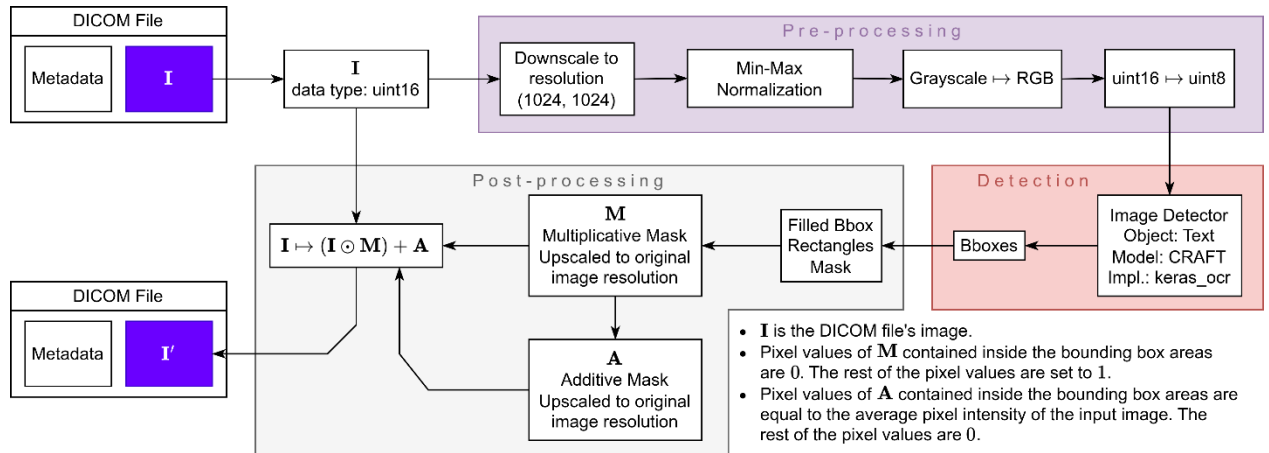 DICOM File
Metadata
I
I
data type: uint16
Pre-processing
Downscale to
resolution
(1024, 1024)
Min-Max
Normalization
Grayscale ↦ RGB
uint16 ↦ uint8
Post-processing
I ↦ (I ⊙ M) + A
M
Multiplicative Mask
Upscaled to original
image resolution
Filled Bbox
Rectangles
Mask
Detection
Bboxes
Image Detector
Object: Text
Model: CRAFT
Impl.: keras_ocr
DICOM File
Metadata
I′
A
Additive Mask
Upscaled to original
image resolution
• I is the DICOM file's image.
• Pixel values of M contained inside the bounding box areas
are 0. The rest of the pixel values are set to 1.
• Pixel values of A contained inside the bounding box areas are
equal to the average pixel intensity of the input image. The
rest of the pixel values are 0.